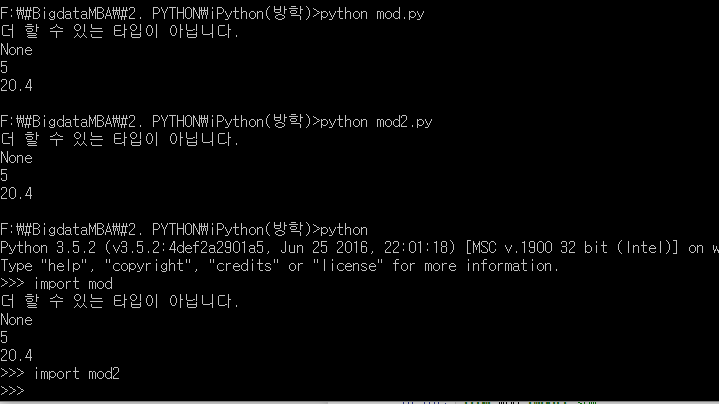 F:₩#BigdataMBA₩#2. PYTHON₩iPython(방학)>python mod.py
더 할 수 있는 타입이 아닙니다.
None
5
20.4
F:₩#BigdataMBA₩#2. PYTHON₩iPython(방학)>python mod2.py
더 할 수 있는 타입이 아닙니다.
None
5
20.4
F:₩#BigdataMBA₩#2. PYTHON₩iPython(방학)>python
Python 3.5.2 (v3.5.2:4def2a2901a5, Jun 25 2016, 22:01:18) [MSC v.1900 32 bit (Intel)] on w
Type "help", "copyright", "credits" or "license" for more information.
>>> import mod
더 할 수 있는 타입이 아닙니다.
None
5
20.4
>>> import mod2
>>>